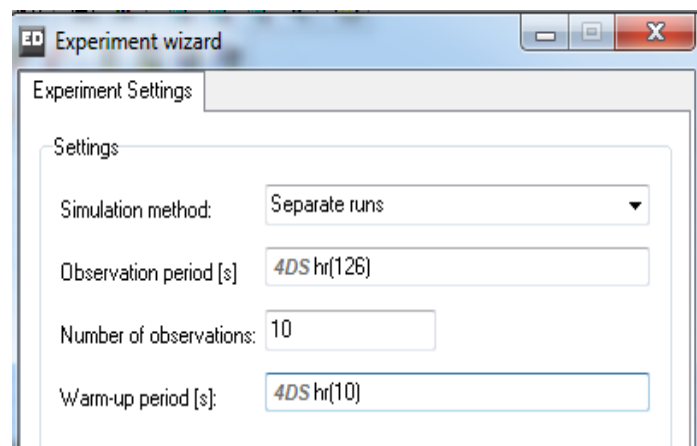 ED Experiment wizard
Experiment Settings
Settings
Simulation method: Separate runs
Observation period [s] 4DS hr(126)
Number of observations: 10
Warm-up period [s]: 4DS hr(10)